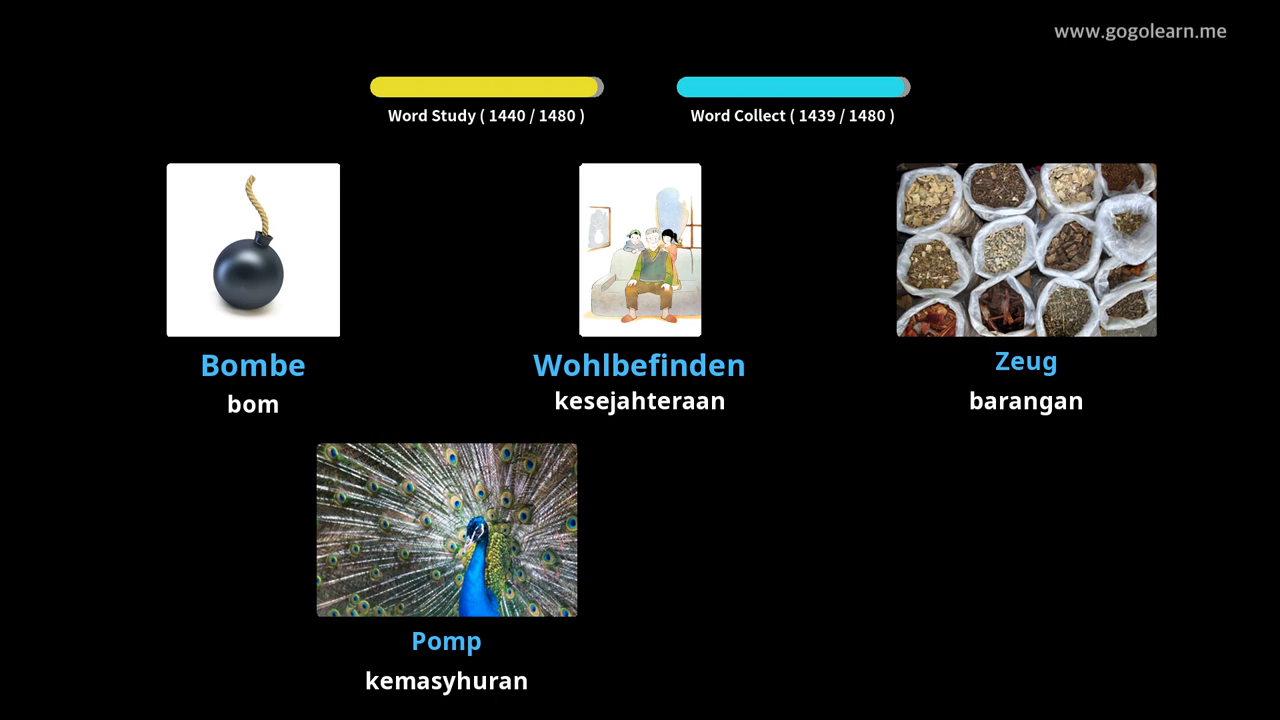 www.gogolearn.me
Word Study ( 1440 / 1480 )
Word Collect ( 1439 / 1480 )
Bombe
bom
Wohlbefinden
kesejahteraan
Zeug
barangan
Pomp
kemasyhuran